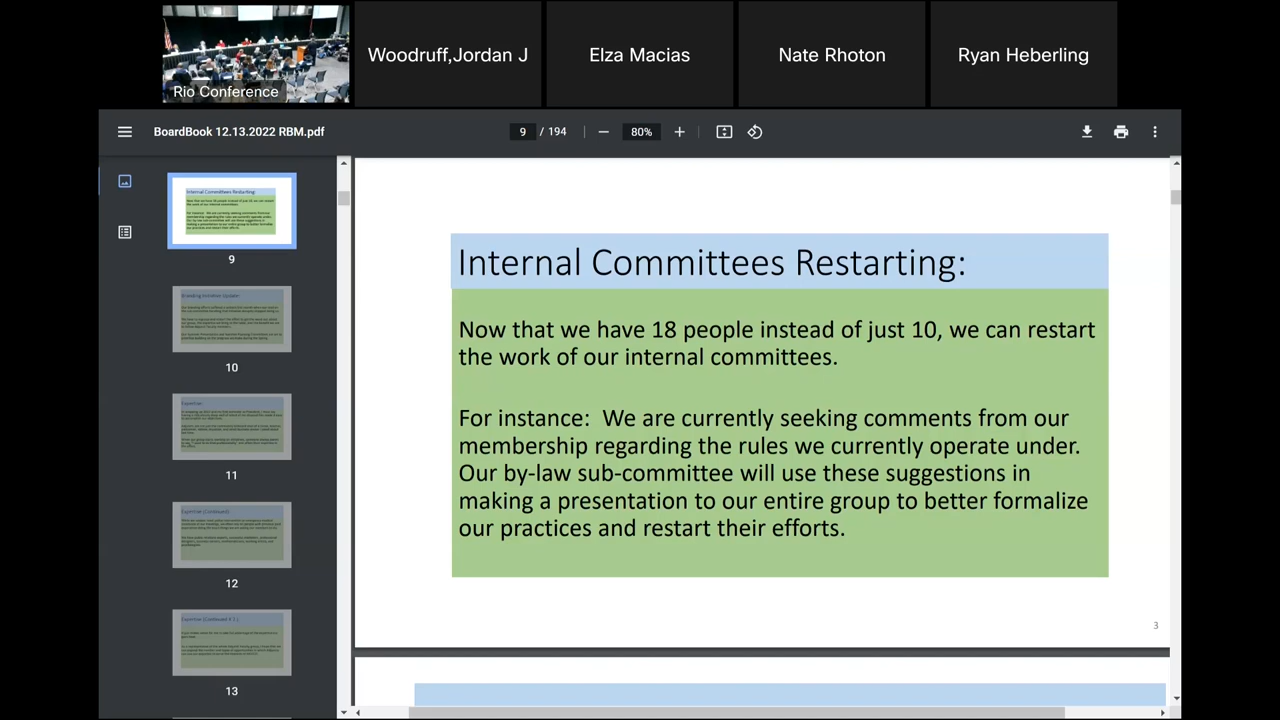 Rio Conference
Woodruff,Jordan J
Elza Macias
Nate Rhoton
Ryan Heberling
BoardBook 12.13.2022 RBM.pdf
9 / 194
80%
Internal Committees Restarting:
9
10
11
12
13
Internal Committees Restarting:
Now that we have 18 people instead of just 10, we can restart
the work of our internal committees.
For instance:  We are currently seeking comments from our
membership regarding the rules we currently operate under.
Our by-law sub-committee will use these suggestions in
making a presentation to our entire group to better formalize
our practices and restart their efforts.
3